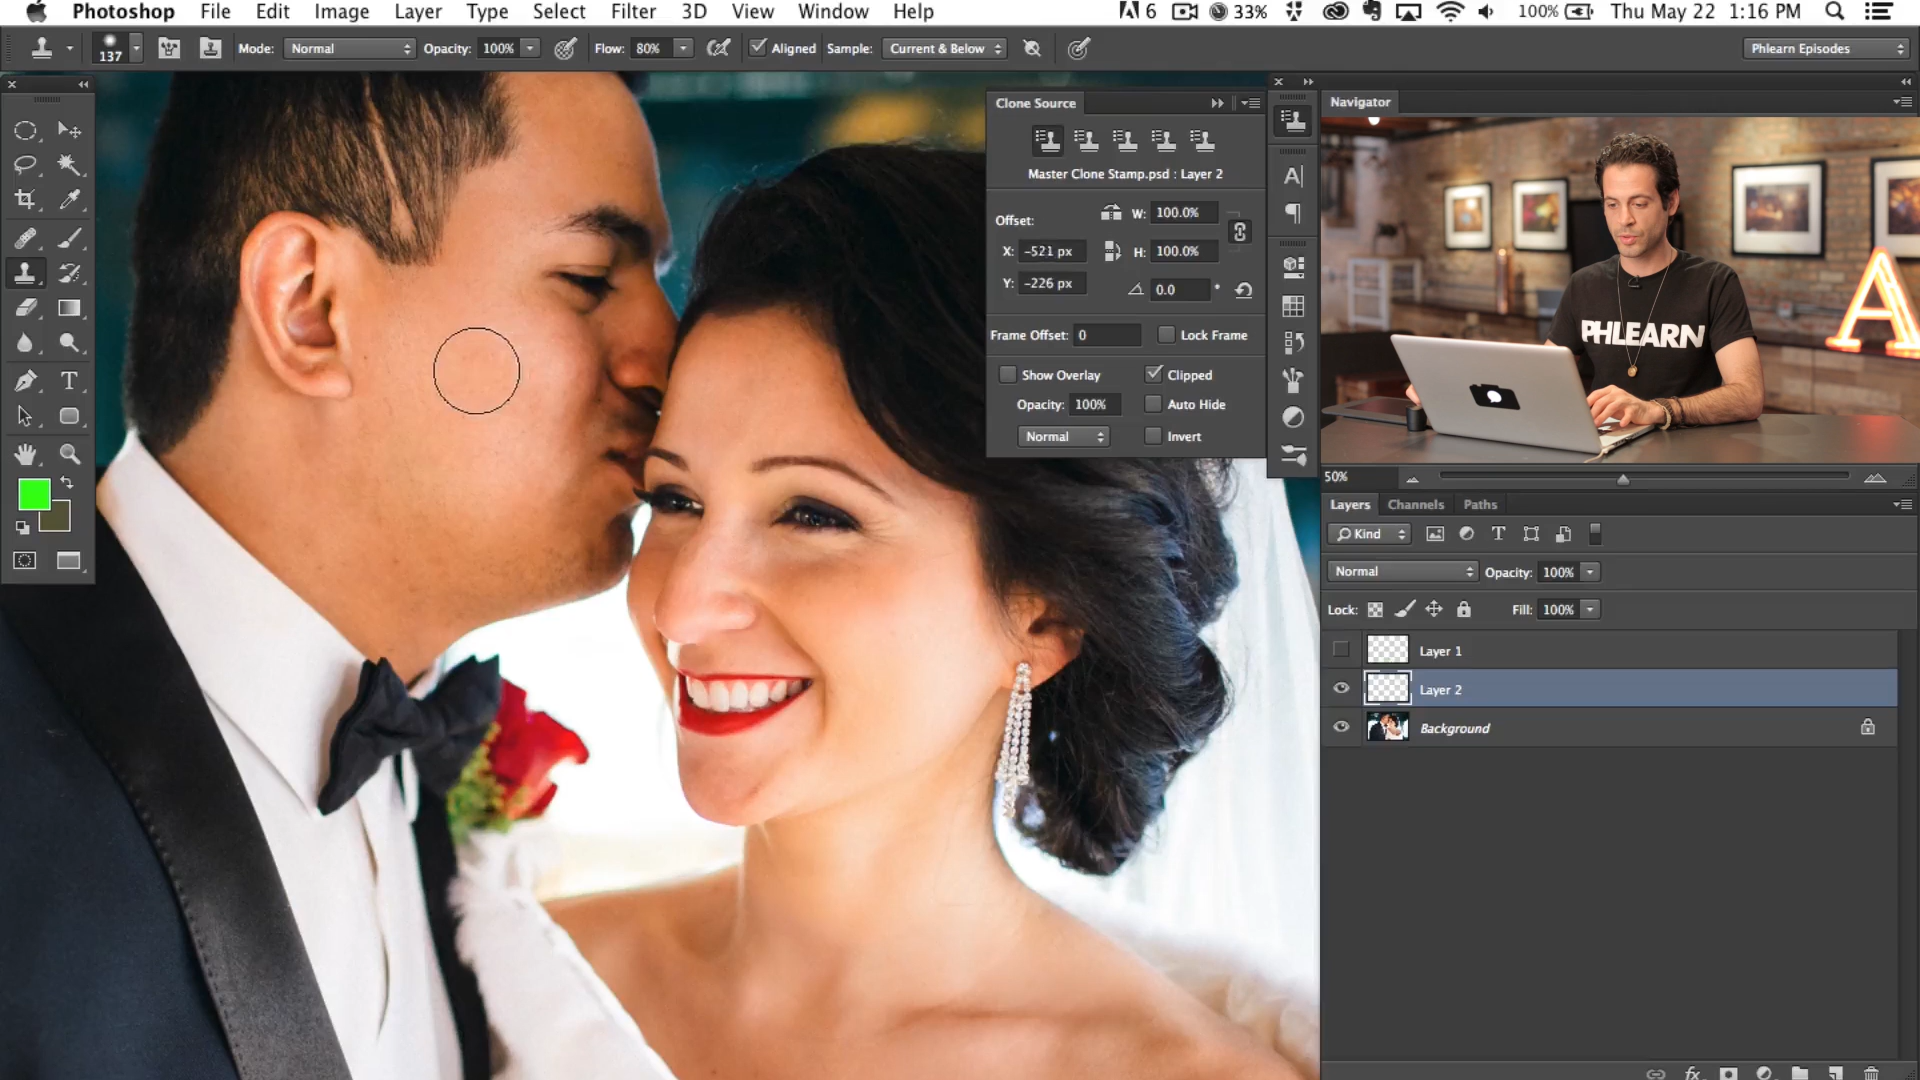 Photoshop File Edit Image Layer Type Select Filter 3D View Window Help 6 33% 100% Thu May 22 1:16 PM
137 Mode: Normal Opacity: 100% Flow: 80% Aligned Sample: Current & Below Phlearn Episodes
Clone Source
Master Clone Stamp.psd : Layer 2
Offset: W: 100.0%
X: -521 px H: 100.0%
Y: -226 px 0.0 °
Frame Offset: 0 Lock Frame
Show Overlay Clipped
Opacity: 100% Auto Hide
Normal Invert
Navigator
PHLEARN
A
50%
Layers Channels Paths
Kind
Normal Opacity: 100%
Lock: Fill: 100%
Layer 1
Layer 2
Background